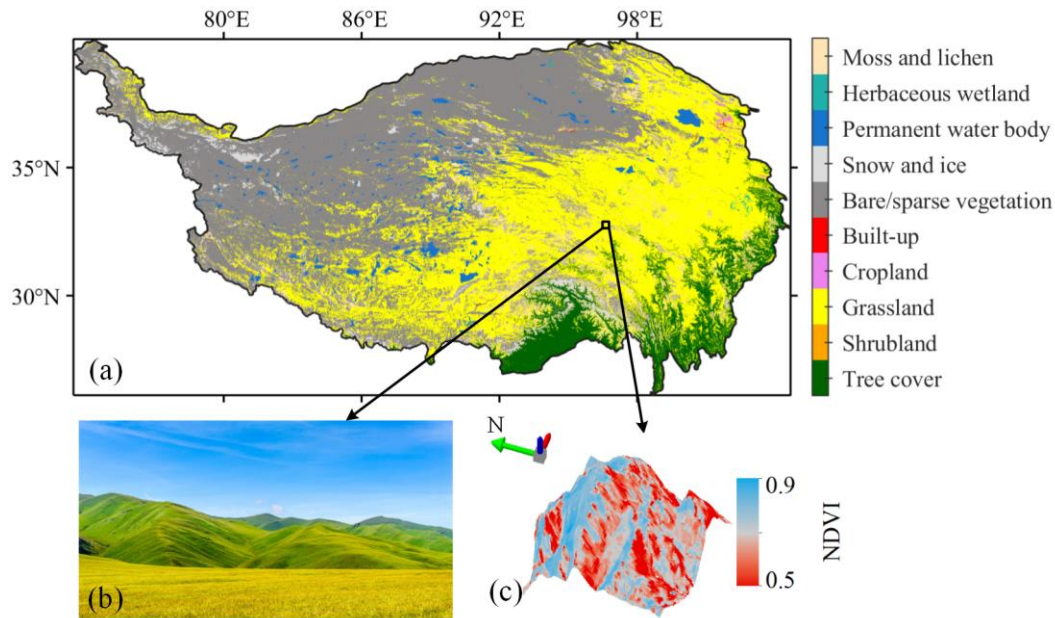 80°E 86°E 92°E 98°E
35°N
30°N
(a)
Moss and lichen
Herbaceous wetland
Permanent water body
Snow and ice
Bare/sparse vegetation
Built-up
Cropland
Grassland
Shrubland
Tree cover
(b)
N
(c)
0.9
0.5
NDVI